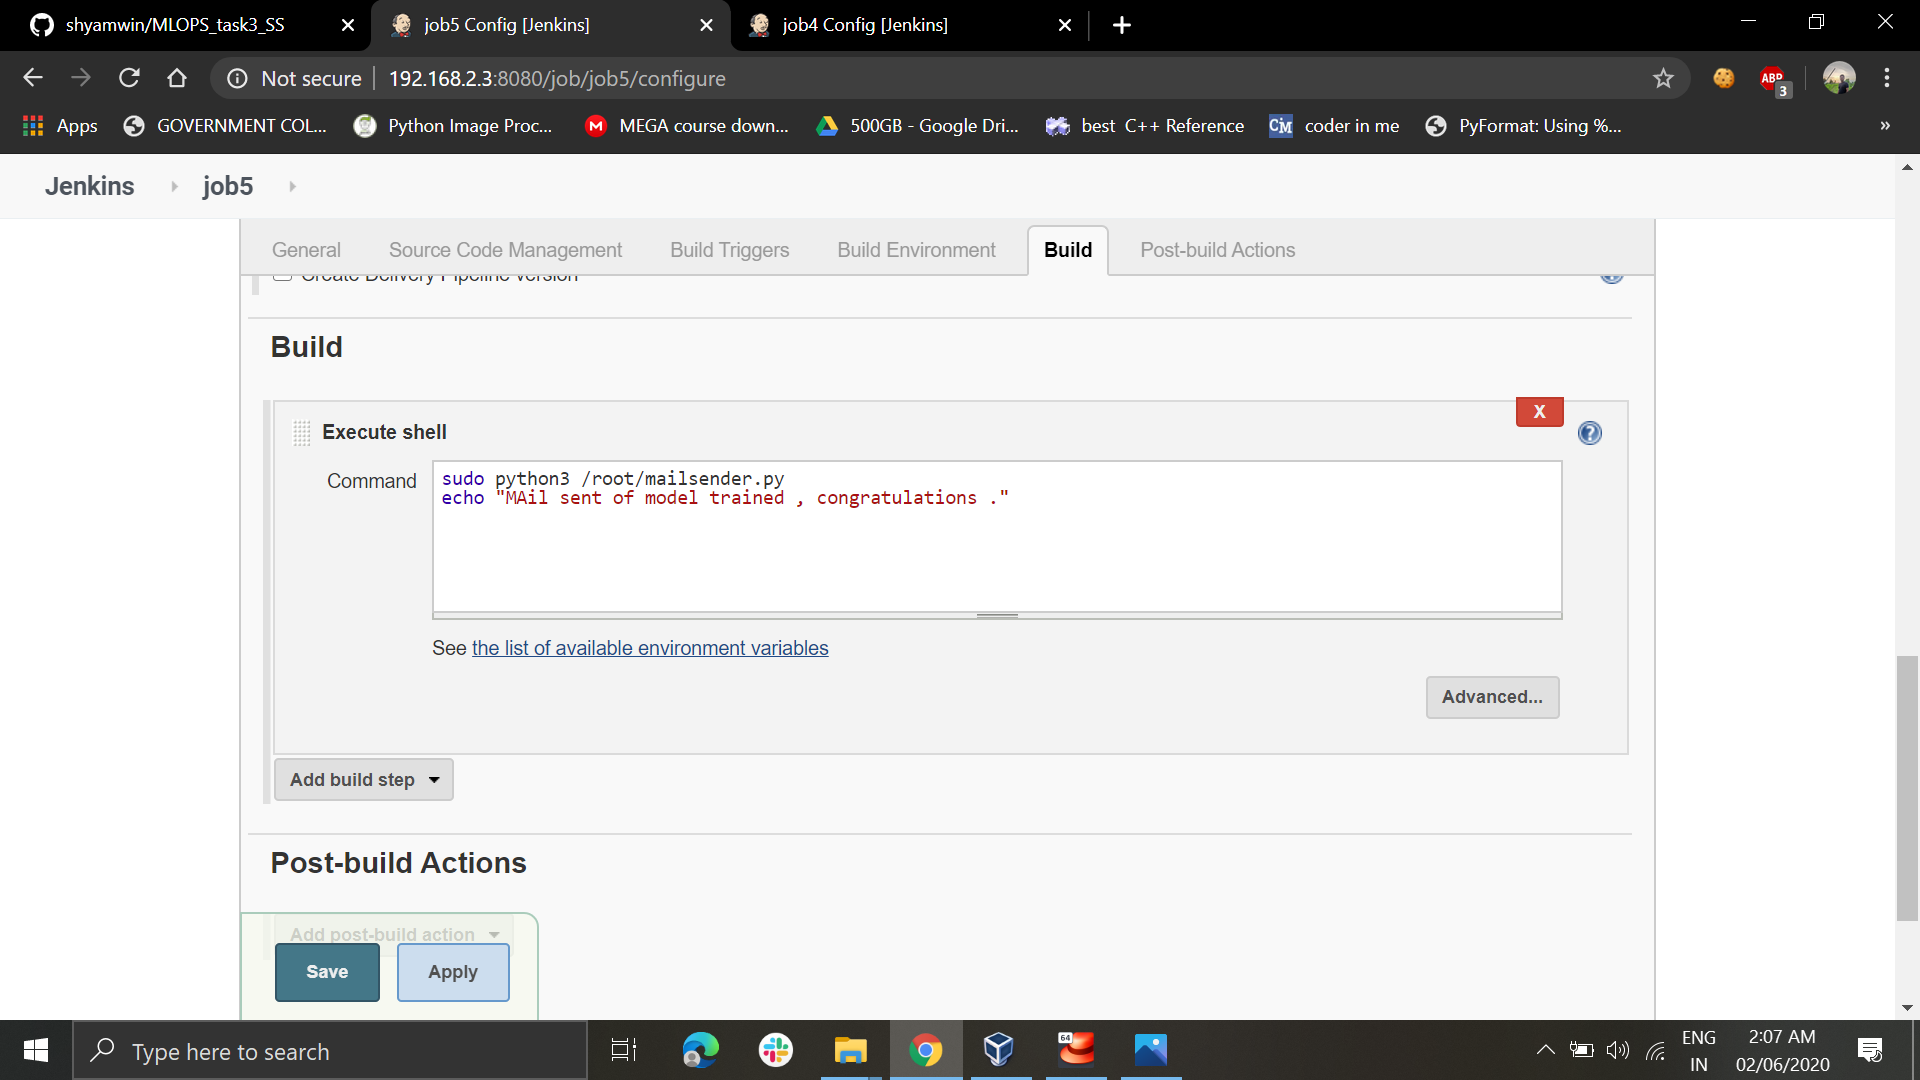 shyamwin/MLOPS_task3_SS
job5 Config [Jenkins]
job4 Config [Jenkins]
Not secure
192.168.2.3:8080/job/job5/configure
ABP
3
Apps
GOVERNMENT COL...
Python Image Proc...
M
MEGA course down...
500GB - Google Dri...
best C++ Reference
CM
coder in me
PyFormat: Using %...
»
Jenkins
job5
General
Source Code Management
Build Triggers
Build Environment
Build
Post-build Actions
Create Delivery Pipeline version
Build
X
Execute shell
?
Command
sudo python3 /root/mailsender.py
echo "MAil sent of model trained , congratulations ."
See the list of available environment variables
Advanced...
Add build step
Post-build Actions
Add post-build action
Save
Apply
Type here to search
64
ENG
IN
2:07 AM
02/06/2020